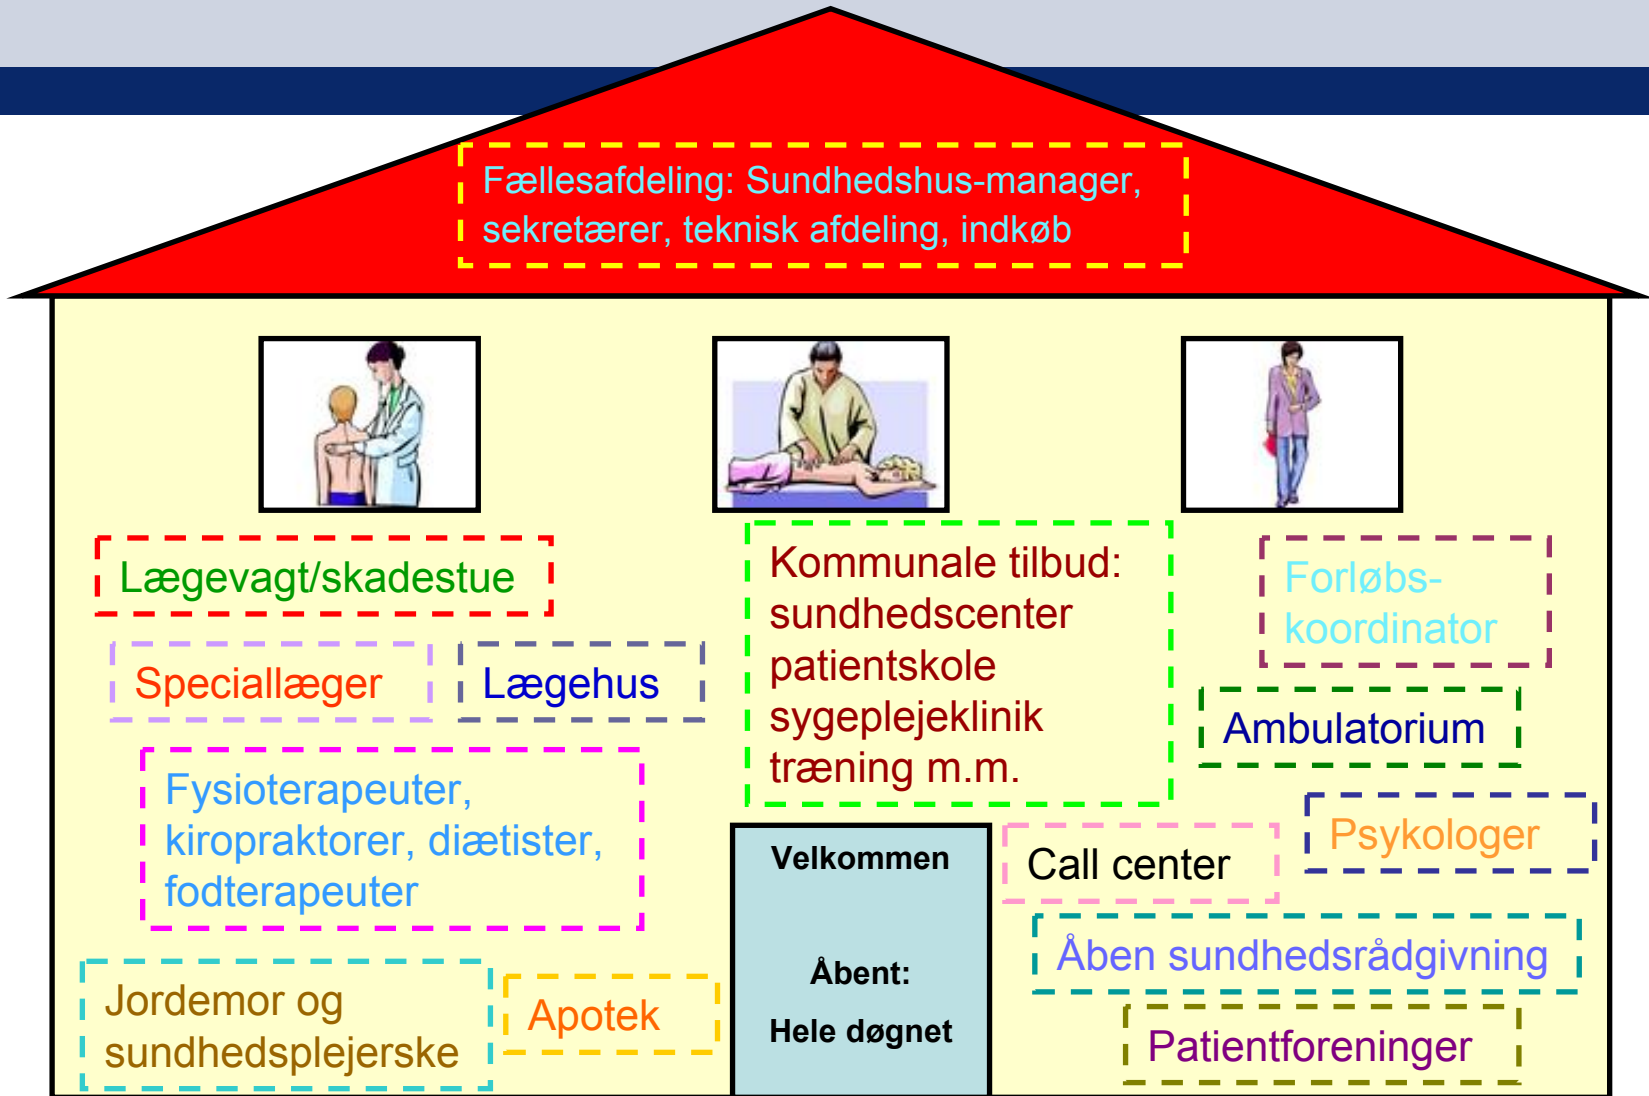 Fællesafdeling: Sundhedshus-manager,
sekretærer, teknisk afdeling, indkøb
Lægevagt/skadestue
Speciallæger
Lægehus
Fysioterapeuter,
kiropraktorer, diætister,
fodterapeuter
Jordemor og
sundhedsplejerske
Apotek
Kommunale tilbud:
sundhedscenter
patientskole
sygeplejeklinik
træning m.m.
Velkommen
Åbent:
Hele døgnet
Forløbs-
koordinator
Ambulatorium
Psykologer
Call center
Åben sundhedsrådgivning
Patientforeninger